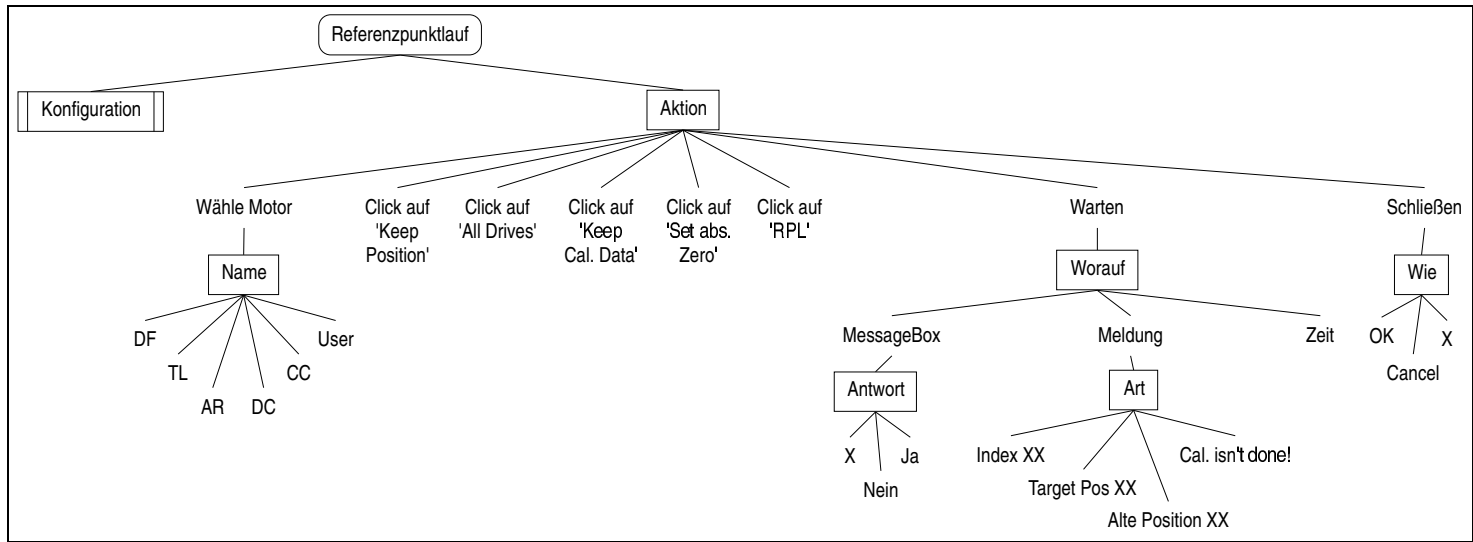 Referenzpunktlauf
Konfiguration
Aktion
Wähle Motor
Click auf
'Keep
Position'
Click auf
'All Drives'
Click auf
'Keep
Cal. Data'
Click auf
'Set abs.
Zero'
Click auf
'RPL'
Warten
Schließen
Name
Worauf
Wie
DF
TL
AR
DC
CC
User
MessageBox
Meldung
Zeit
OK
Cancel
X
Antwort
Art
X
Nein
Ja
Index XX
Target Pos XX
Alte Position XX
Cal. isn't done!